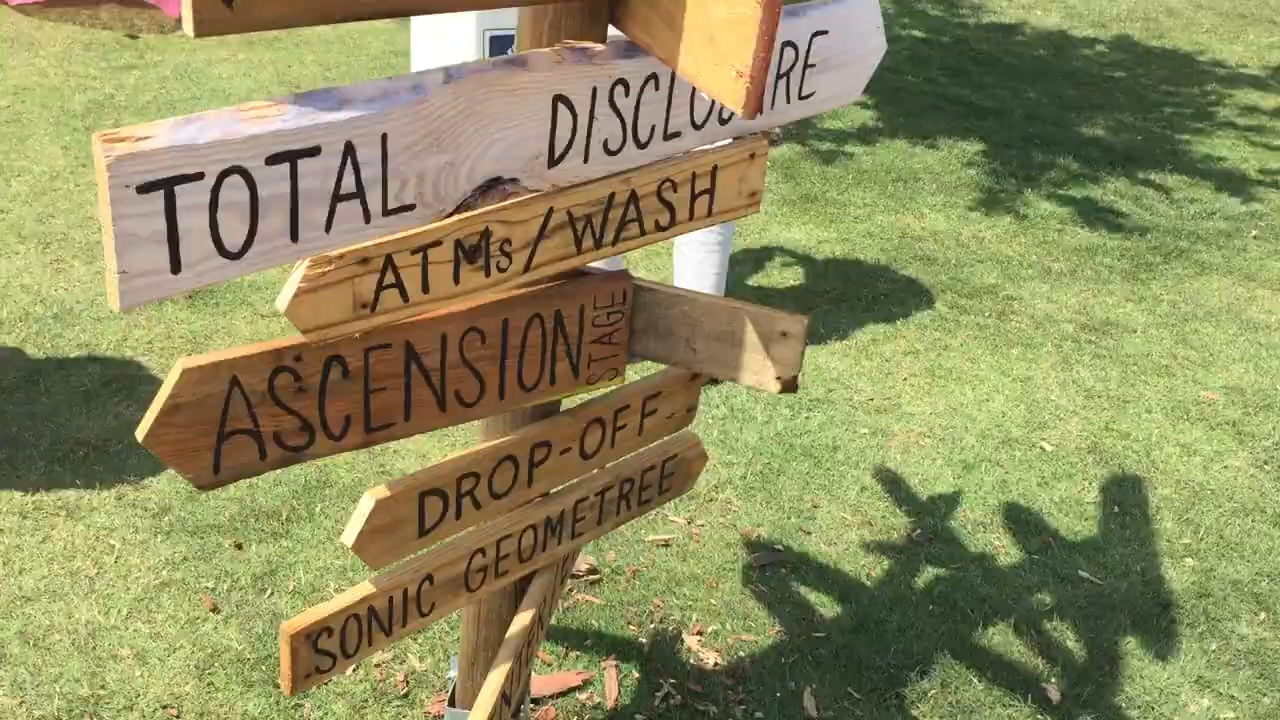 TOTAL DISCLOSURE
ATMs/WASH
ASCENSION STAGE
DROP-OFF
SONIC GEOMETREE